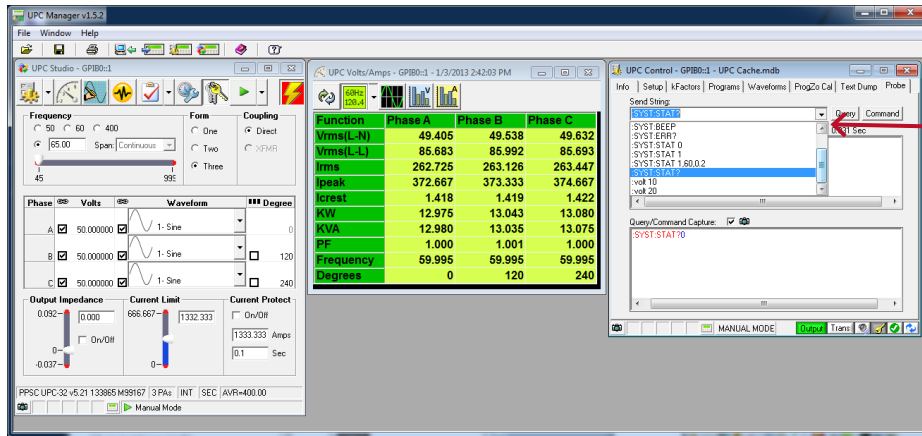 UPC Manager v1.5.2
File Window Help
UPC Studio - GPIB0::1
Frequency
50 60 400
65.00 Span: Continuous
45 999
Form
One
Two
Three
Coupling
Direct
XFMR
Phase Volts Waveform Degree
A 50.000000 1- Sine 0
B 50.000000 1- Sine 120
C 50.000000 1- Sine 240
Output Impedance
0.092
0.000
On/Off
0
-0.037
Current Limit
666.667
1332.333
0
Current Protect
On/Off
1333.333 Amps
0.1 Sec
PPSC UPC-32 v5.21 133865 M99167 3 PAs INT SEC AVR=400.00
Manual Mode
UPC Volts/Amps - GPIB0::1 - 1/3/2013 2:42:03 PM
60Hz
120.4
Function Phase A Phase B Phase C
Vrms(L-N) 49.405 49.538 49.632
Vrms(L-L) 85.683 85.992 85.693
Irms 262.725 263.126 263.447
Ipeak 372.667 373.333 374.667
Icrest 1.418 1.419 1.422
KW 12.975 13.043 13.080
KVA 12.980 13.035 13.075
PF 1.000 1.001 1.000
Frequency 59.995 59.995 59.995
Degrees 0 120 240
UPC Control - GPIB0::1 - UPC Cache.mdb
Info Setup kFactors Programs Waveforms ProgZo Cal Text Dump Probe
Send String:
:SYST:STAT? Query Command
Sec
:SYST:BEEP
:SYST:ERR?
:SYST:STAT 0
:SYST:STAT 1
:SYST:STAT 1,60,0.2
:SYST:STAT?
:volt 10
:volt 20
Query/Command Capture:
:SYST:STAT?0
MANUAL MODE Output Trans